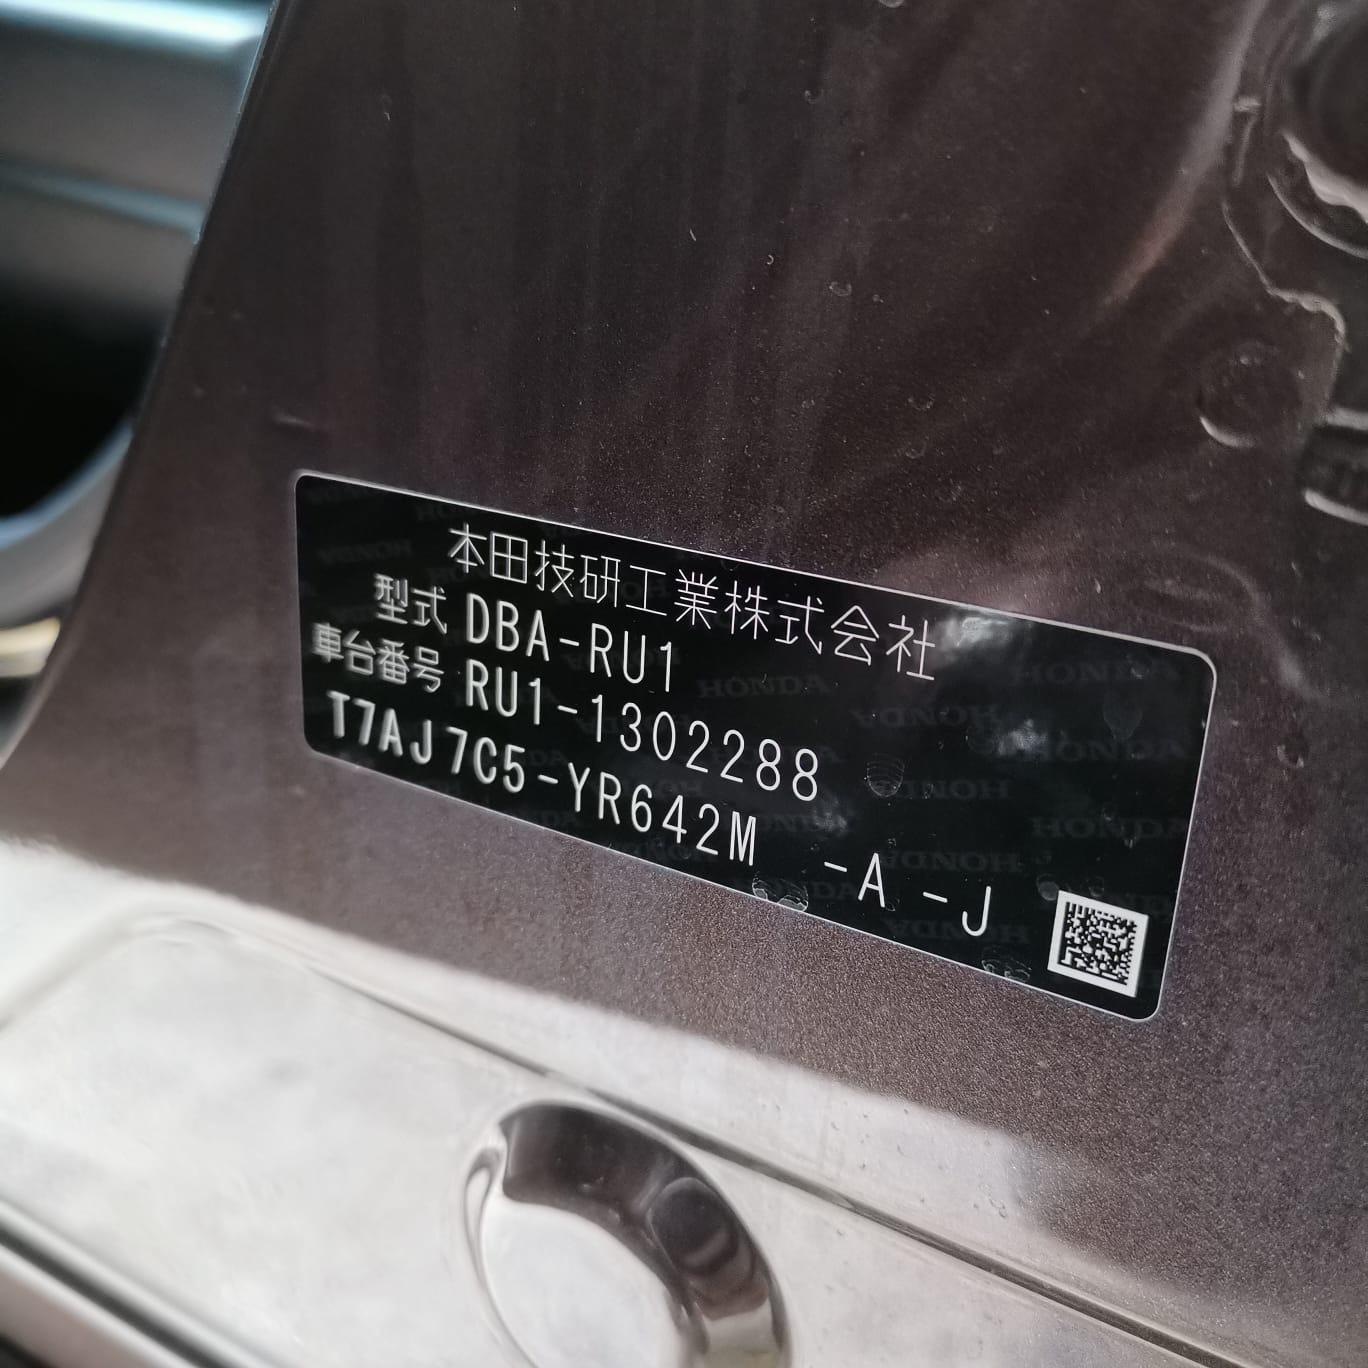 本田技研工業株式会社
型式 DBA-RU1
車台番号 RU1-1302288
T7AJ7C5-YR642M -A -J